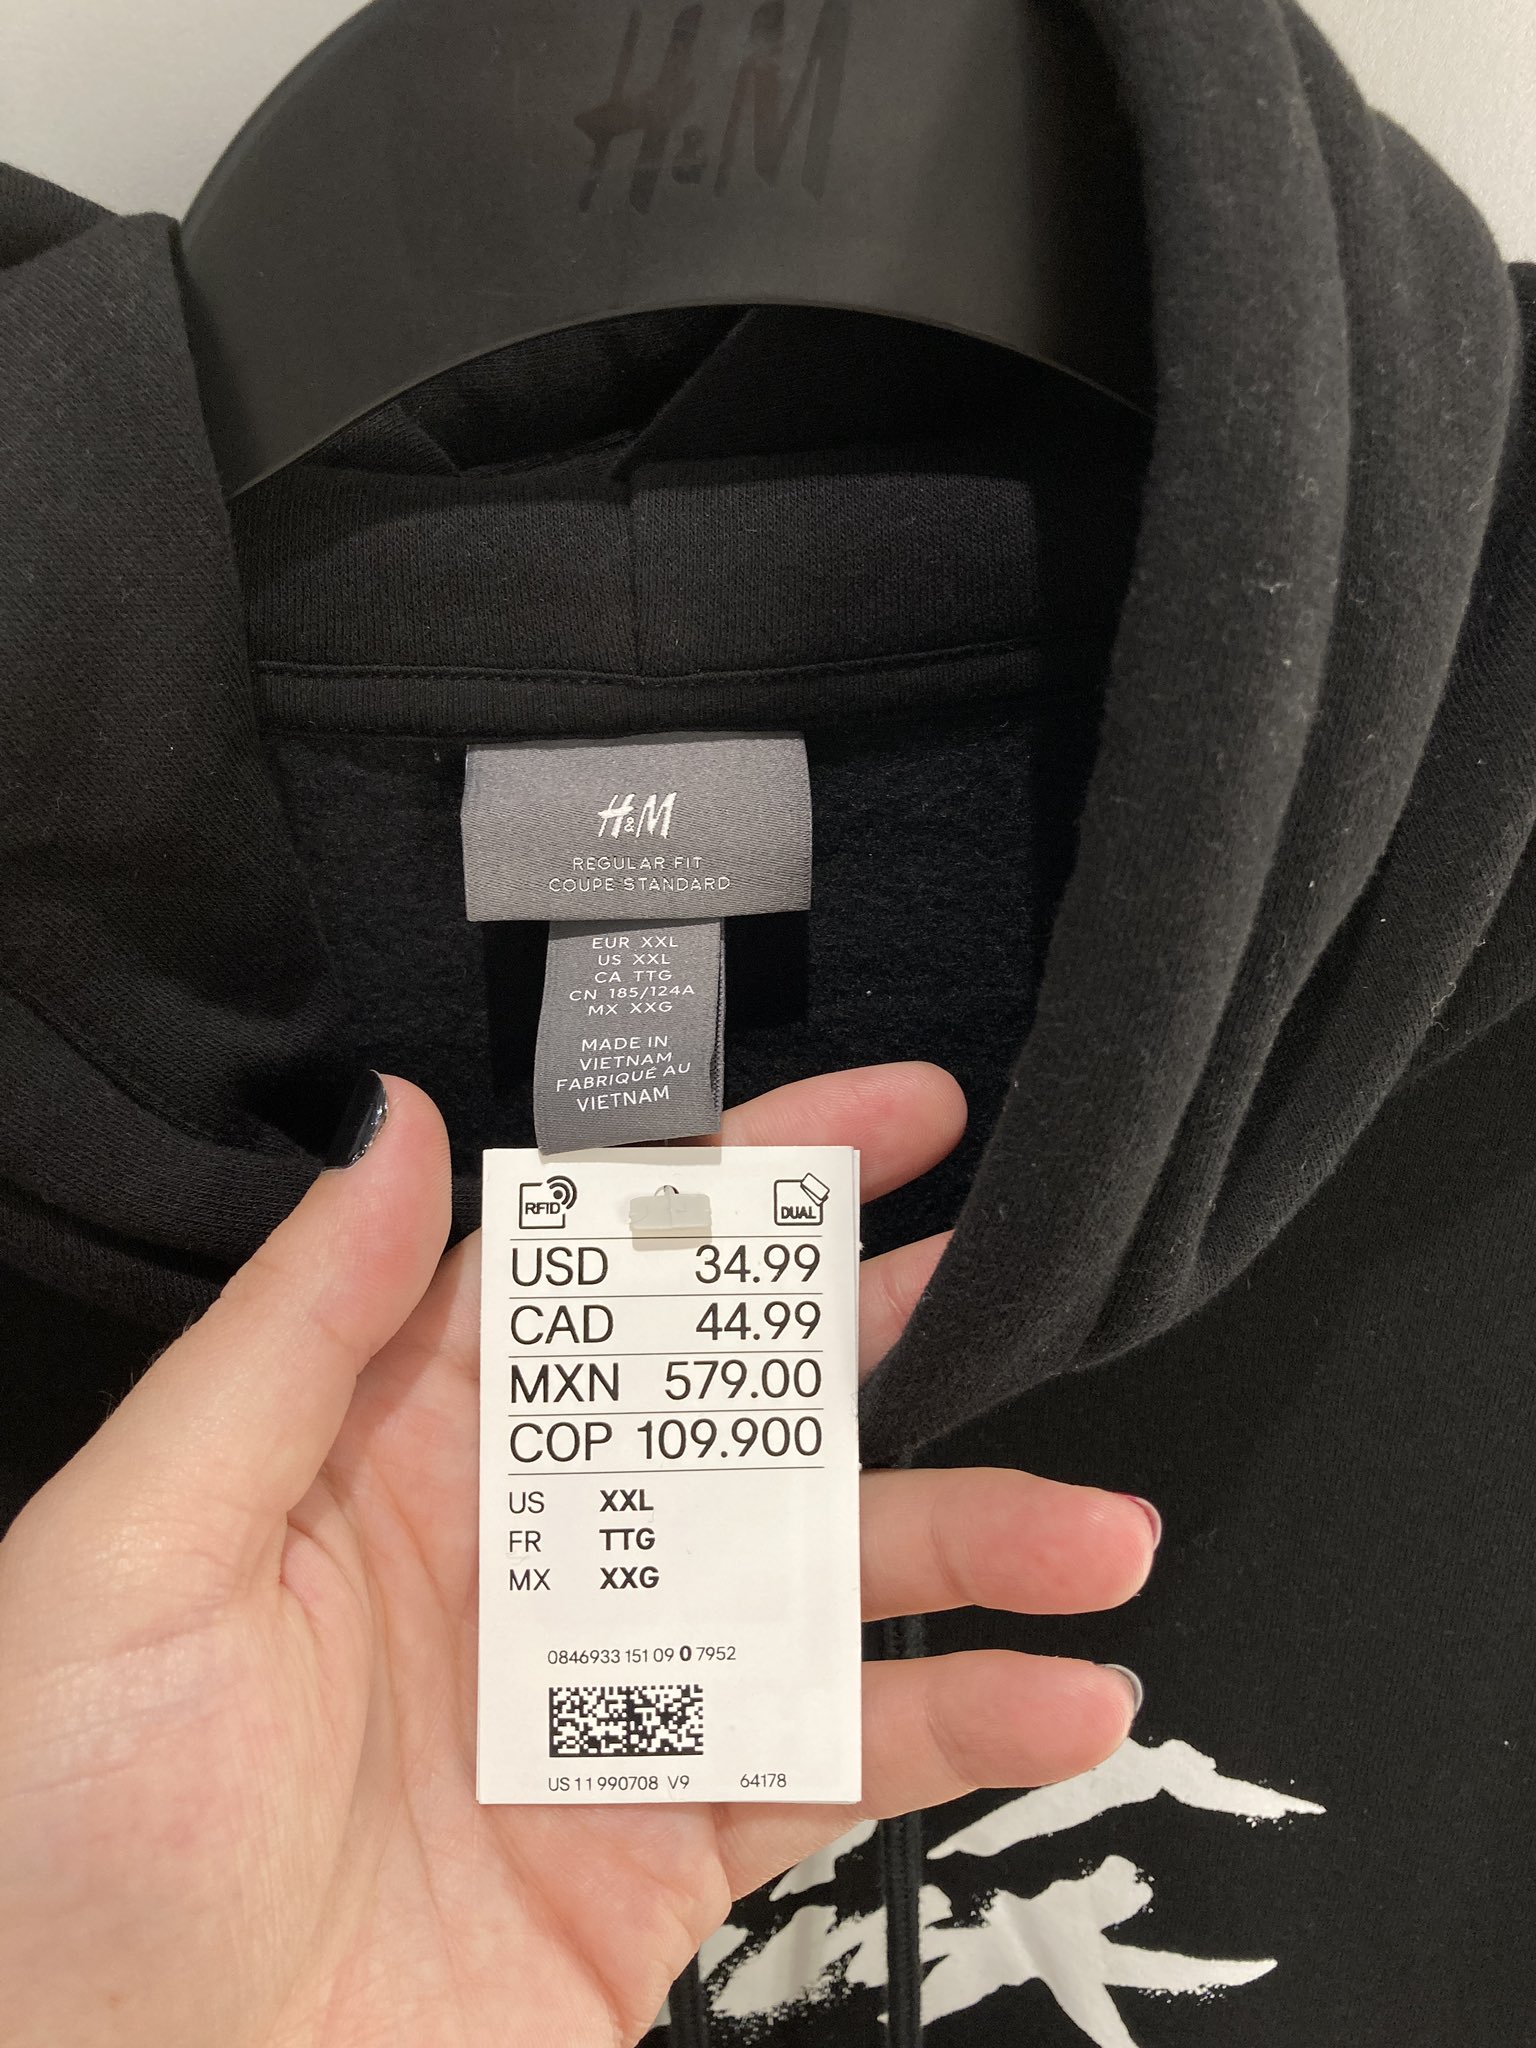 H&M
H&M
REGULAR FIT
COUPE STANDARD
EUR XXL
US XXL
CA TTG
CN 185/124A
MX XXG
MADE IN
VIETNAM
FABRIQUÉ AU
VIETNAM
RFID
DUAL
USD 34.99
CAD 44.99
MXN 579.00
COP 109.900
US XXL
FR TTG
MX XXG
0846933 151 09 0 7952
US 11 990708 V9 64178